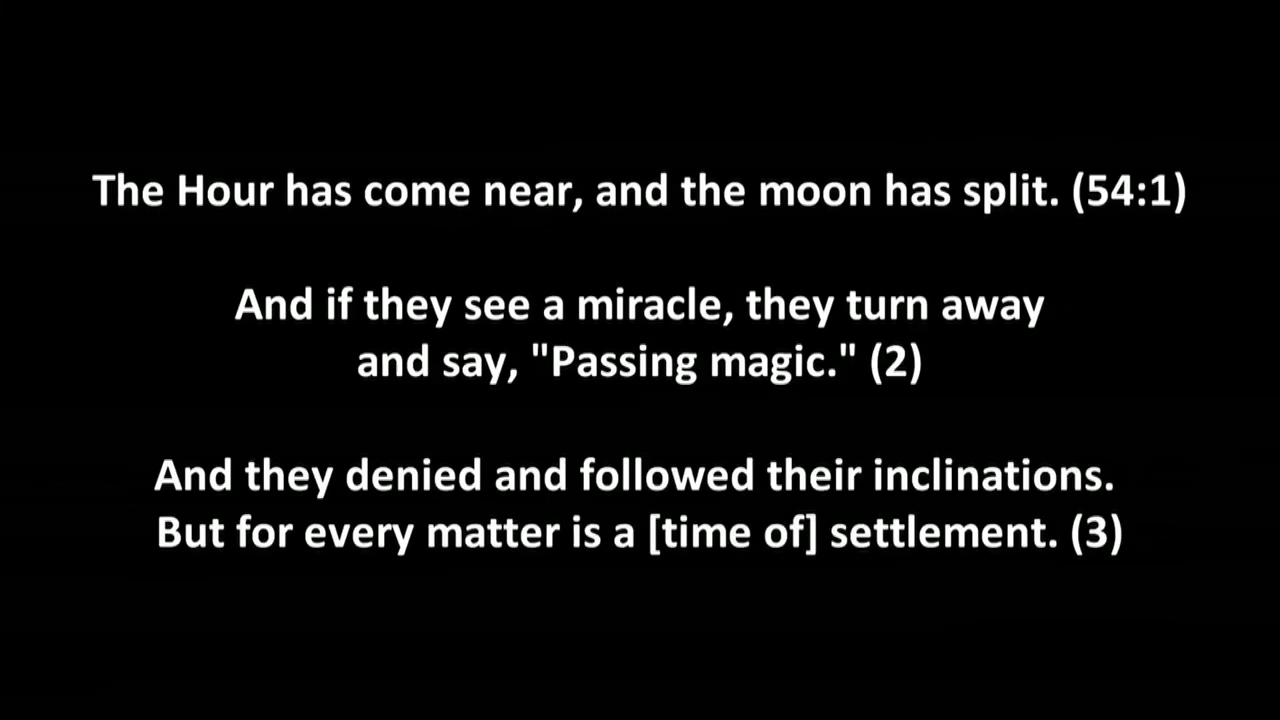 The Hour has come near, and the moon has split. (54:1)
And if they see a miracle, they turn away
and say, "Passing magic." (2)
And they denied and followed their inclinations.
But for every matter is a [time of] settlement. (3)